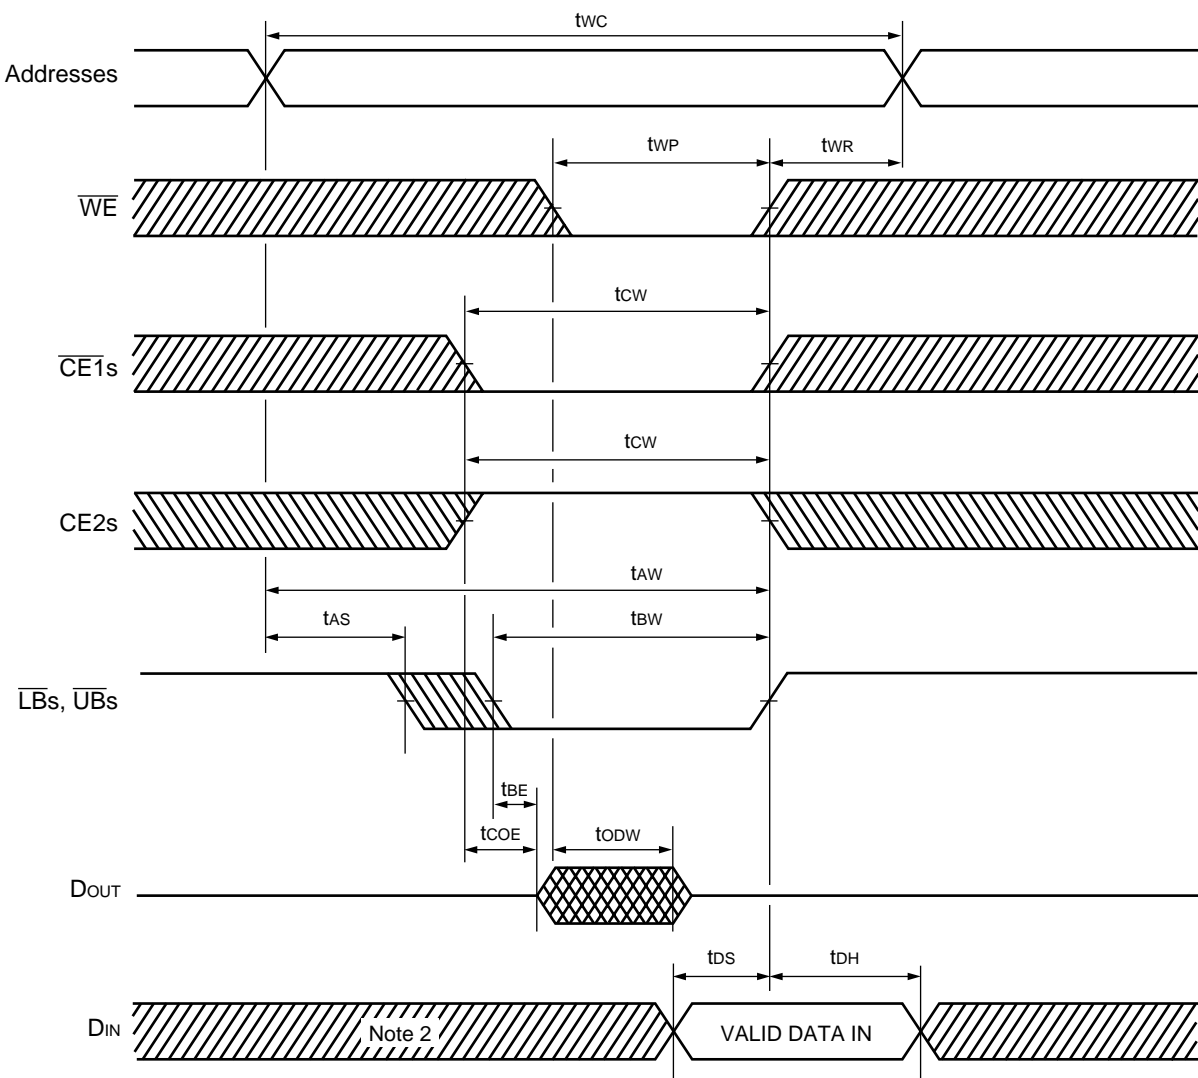 tWC
Addresses
tWP
tWR
WE
tCW
CE1s
tCW
CE2s
tAW
tAS
tBW
LBs, UBs
tBE
tCOE
tODW
DOUT
tDS
tDH
DIN
Note 2
VALID DATA IN